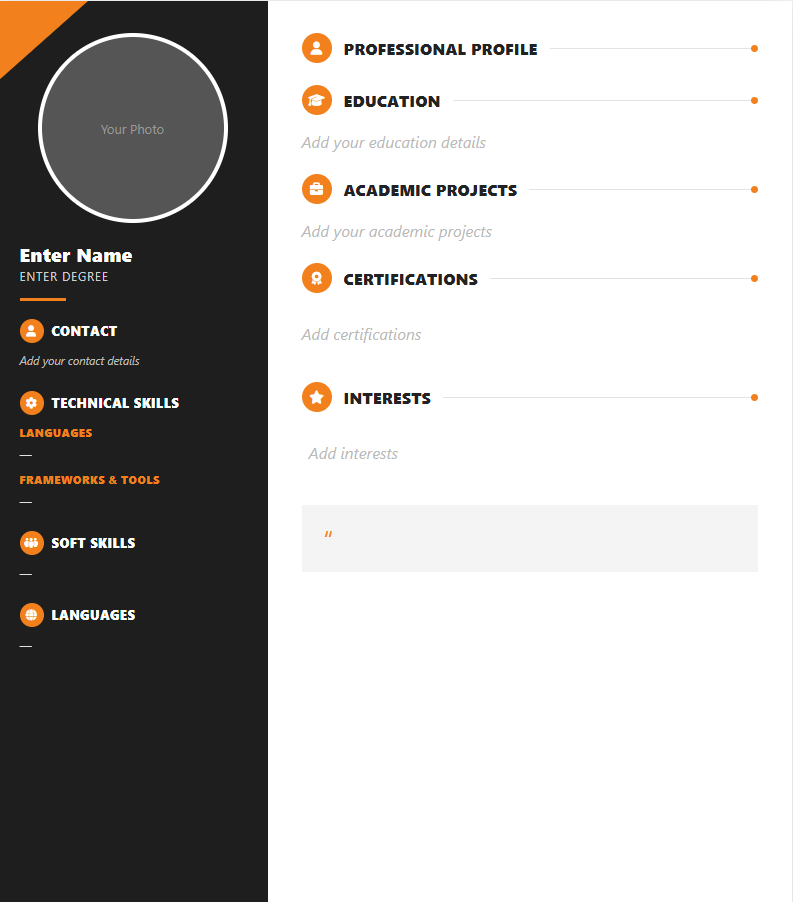 Your Photo
Enter Name
ENTER DEGREE
CONTACT
Add your contact details
TECHNICAL SKILLS
LANGUAGES
—
FRAMEWORKS & TOOLS
—
SOFT SKILLS
—
LANGUAGES
—
PROFESSIONAL PROFILE
EDUCATION
Add your education details
ACADEMIC PROJECTS
Add your academic projects
CERTIFICATIONS
Add certifications
INTERESTS
Add interests
“